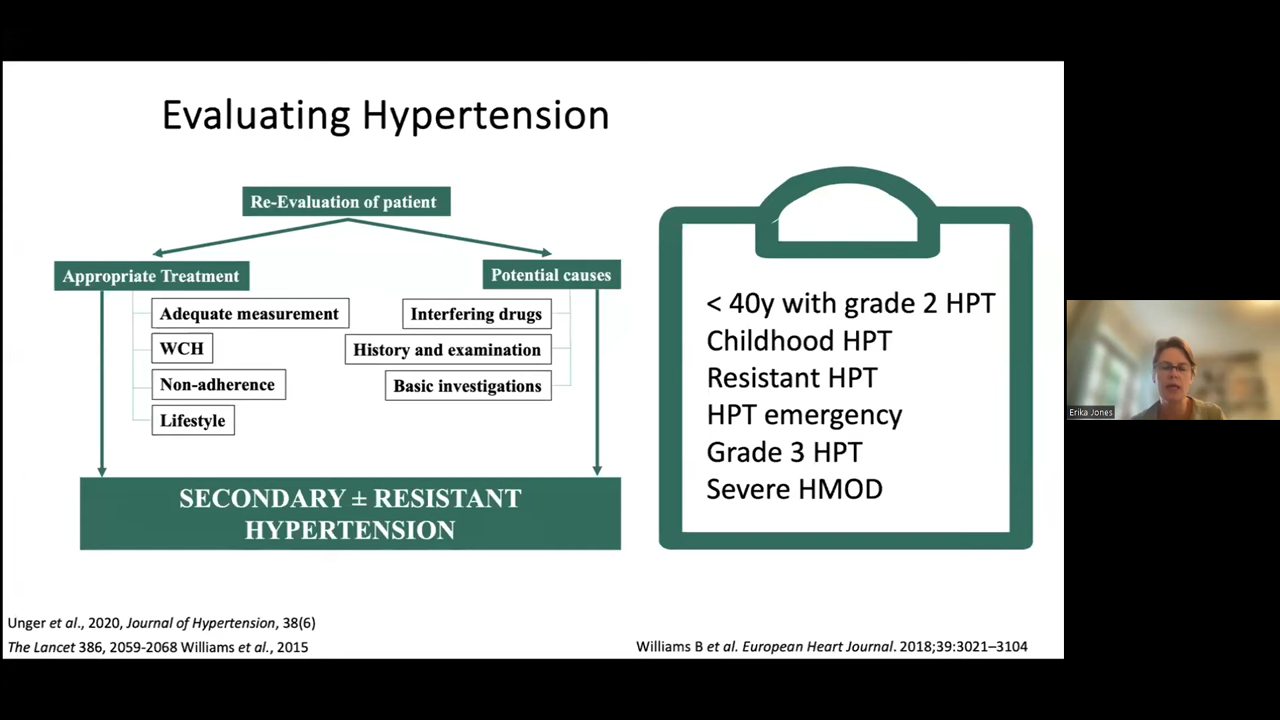 Evaluating Hypertension
Re-Evaluation of patient
Appropriate Treatment
Adequate measurement
WCH
Non-adherence
Lifestyle
Potential causes
Interfering drugs
History and examination
Basic investigations
SECONDARY ± RESISTANT
HYPERTENSION
< 40y with grade 2 HPT
Childhood HPT
Resistant HPT
HPT emergency
Grade 3 HPT
Severe HMOD
Unger et al., 2020, Journal of Hypertension, 38(6)
The Lancet 386, 2059-2068 Williams et al., 2015
Williams B et al. European Heart Journal. 2018;39:3021–3104
Erika Jones